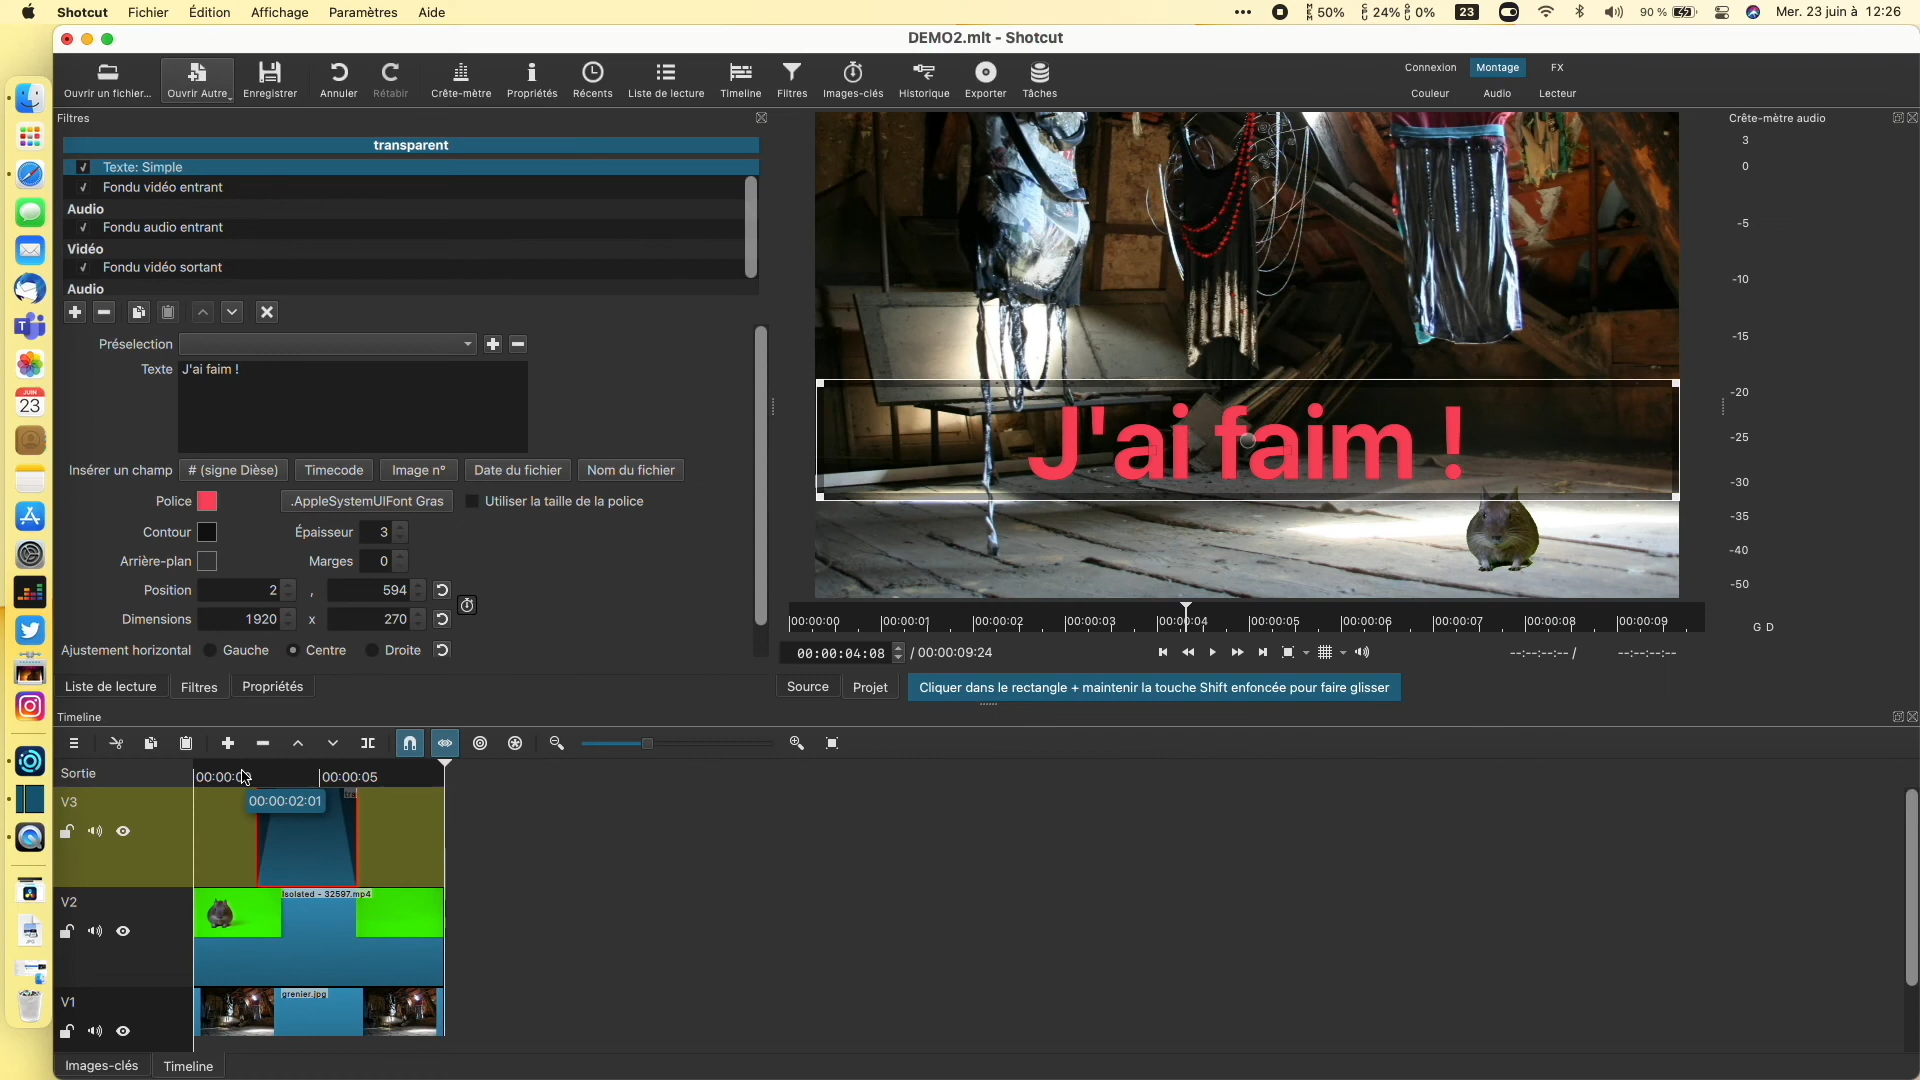 Shotcut Fichier Édition Affichage Paramètres Aide
50% 24% 0% 23 90 % Mer. 23 juin à 12:26
DEMO2.mlt - Shotcut
Ouvrir un fichier... Ouvrir Autre Enregistrer Annuler Rétablir Crête-mètre Propriétés Récents Liste de lecture Timeline Filtres Images-clés Historique Exporter Tâches
Connexion Montage FX
Couleur Audio Lecteur
Filtres
transparent
Texte: Simple
Fondu vidéo entrant
Audio
Fondu audio entrant
Vidéo
Fondu vidéo sortant
Audio
Préselection
Texte J'ai faim !
Insérer un champ # (signe Dièse) Timecode Image n° Date du fichier Nom du fichier
Police .AppleSystemUIFont Gras Utiliser la taille de la police
Contour Épaisseur 3
Arrière-plan Marges 0
Position 2 , 594
Dimensions 1920 x 270
Ajustement horizontal Gauche Centre Droite
Liste de lecture Filtres Propriétés
J'ai faim !
00:00:00 00:00:01 00:00:02 00:00:03 00:00:04 00:00:05 00:00:06 00:00:07 00:00:08 00:00:09
00:00:04:08 / 00:00:09:24 --:--:--:-- / --:--:--:--
Source Projet Cliquer dans le rectangle + maintenir la touche Shift enfoncée pour faire glisser
Crête-mètre audio
3
0
-5
-10
-15
-20
-25
-30
-35
-40
-50
G D
Timeline
Sortie 00:00:0 00:00:05
00:00:02:01
V3
V2
Isolated - 32597.mp4
V1
grenier.jpg
Images-clés Timeline
JUIN
23
JPG